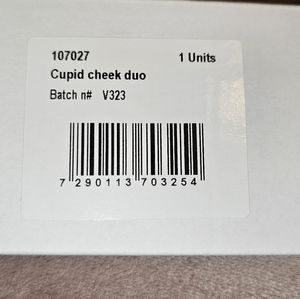 107027 1 Units
Cupid cheek duo
Batch n# V323
7 290113 703254